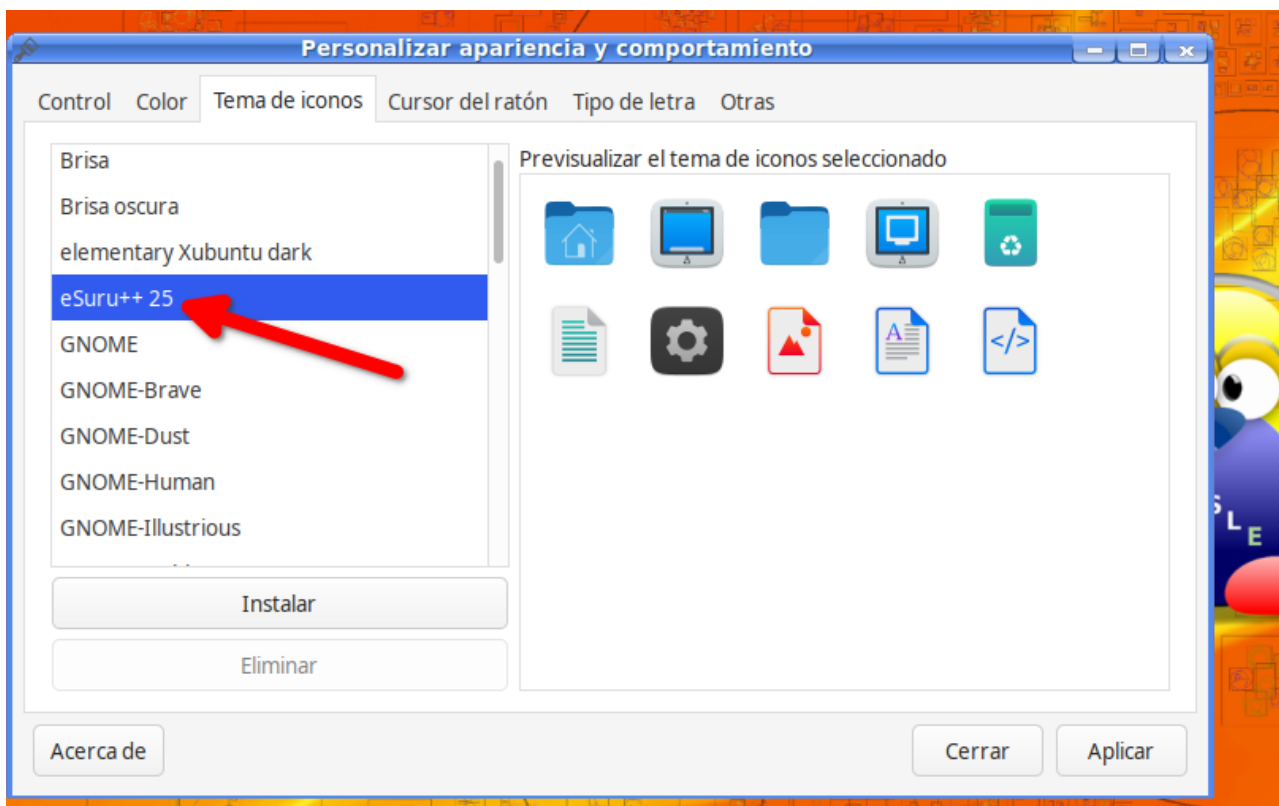 Personalizar apariencia y comportamiento
Control Color Tema de iconos Cursor del ratón Tipo de letra Otras
Brisa
Brisa oscura
elementary Xubuntu dark
eSuru++ 25
GNOME
GNOME-Brave
GNOME-Dust
GNOME-Human
GNOME-Illustrious
Instalar
Eliminar
Previsualizar el tema de iconos seleccionado
A
</>
S L E
Acerca de
Cerrar
Aplicar